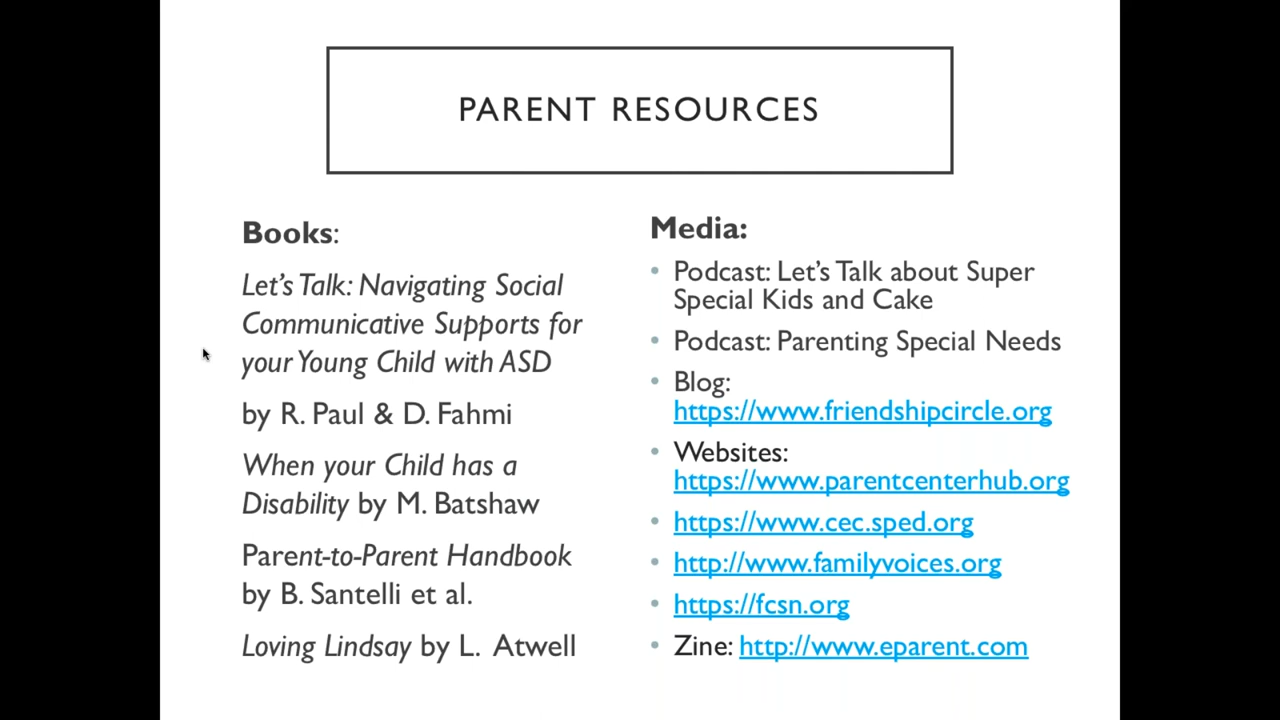 PARENT RESOURCES
Books:
Let's Talk: Navigating Social
Communicative Supports for
your Young Child with ASD
by R. Paul & D. Fahmi
When your Child has a
Disability by M. Batshaw
Parent-to-Parent Handbook
by B. Santelli et al.
Loving Lindsay by L. Atwell
Media:
• Podcast: Let's Talk about Super
Special Kids and Cake
• Podcast: Parenting Special Needs
• Blog:
https://www.friendshipcircle.org
• Websites:
https://www.parentcenterhub.org
• https://www.cec.sped.org
• http://www.familyvoices.org
• https://fcsn.org
• Zine: http://www.eparent.com